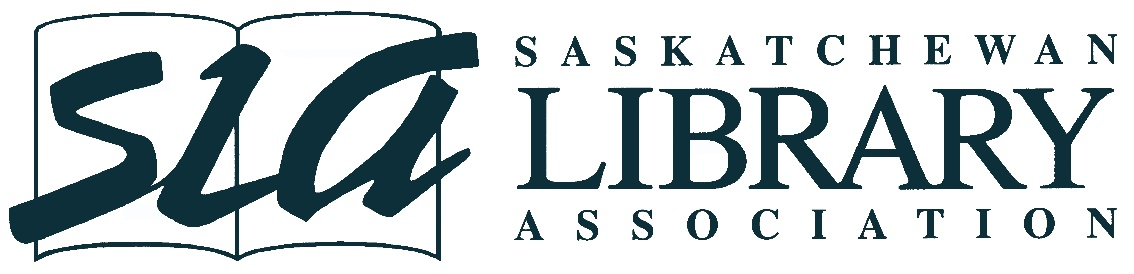 sla
SASKATCHEWAN
LIBRARY
ASSOCIATION